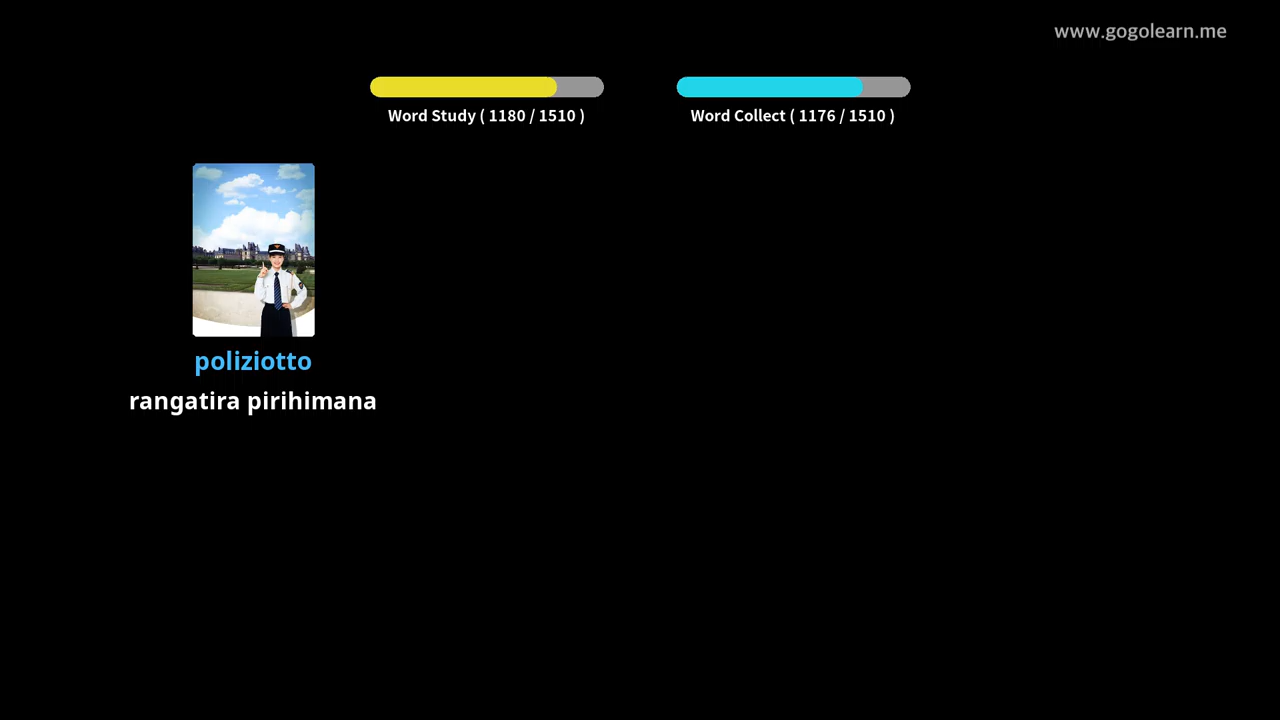 www.gogolearn.me
Word Study ( 1180 / 1510 )
Word Collect ( 1176 / 1510 )
poliziotto
rangatira pirihimana